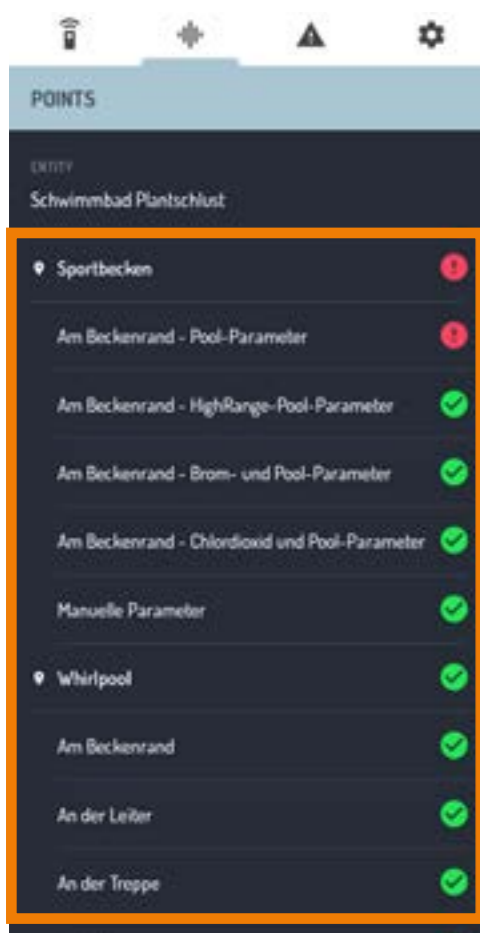 POINTS
ENTITY
Schwimmbad Plantschlust
Sportbecken
Am Beckenrand - Pool-Parameter
Am Beckenrand - HighRange-Pool-Parameter
Am Beckenrand - Brom- und Pool-Parameter
Am Beckenrand - Chlordioxid und Pool-Parameter
Manuelle Parameter
Whirlpool
Am Beckenrand
An der Leiter
An der Treppe